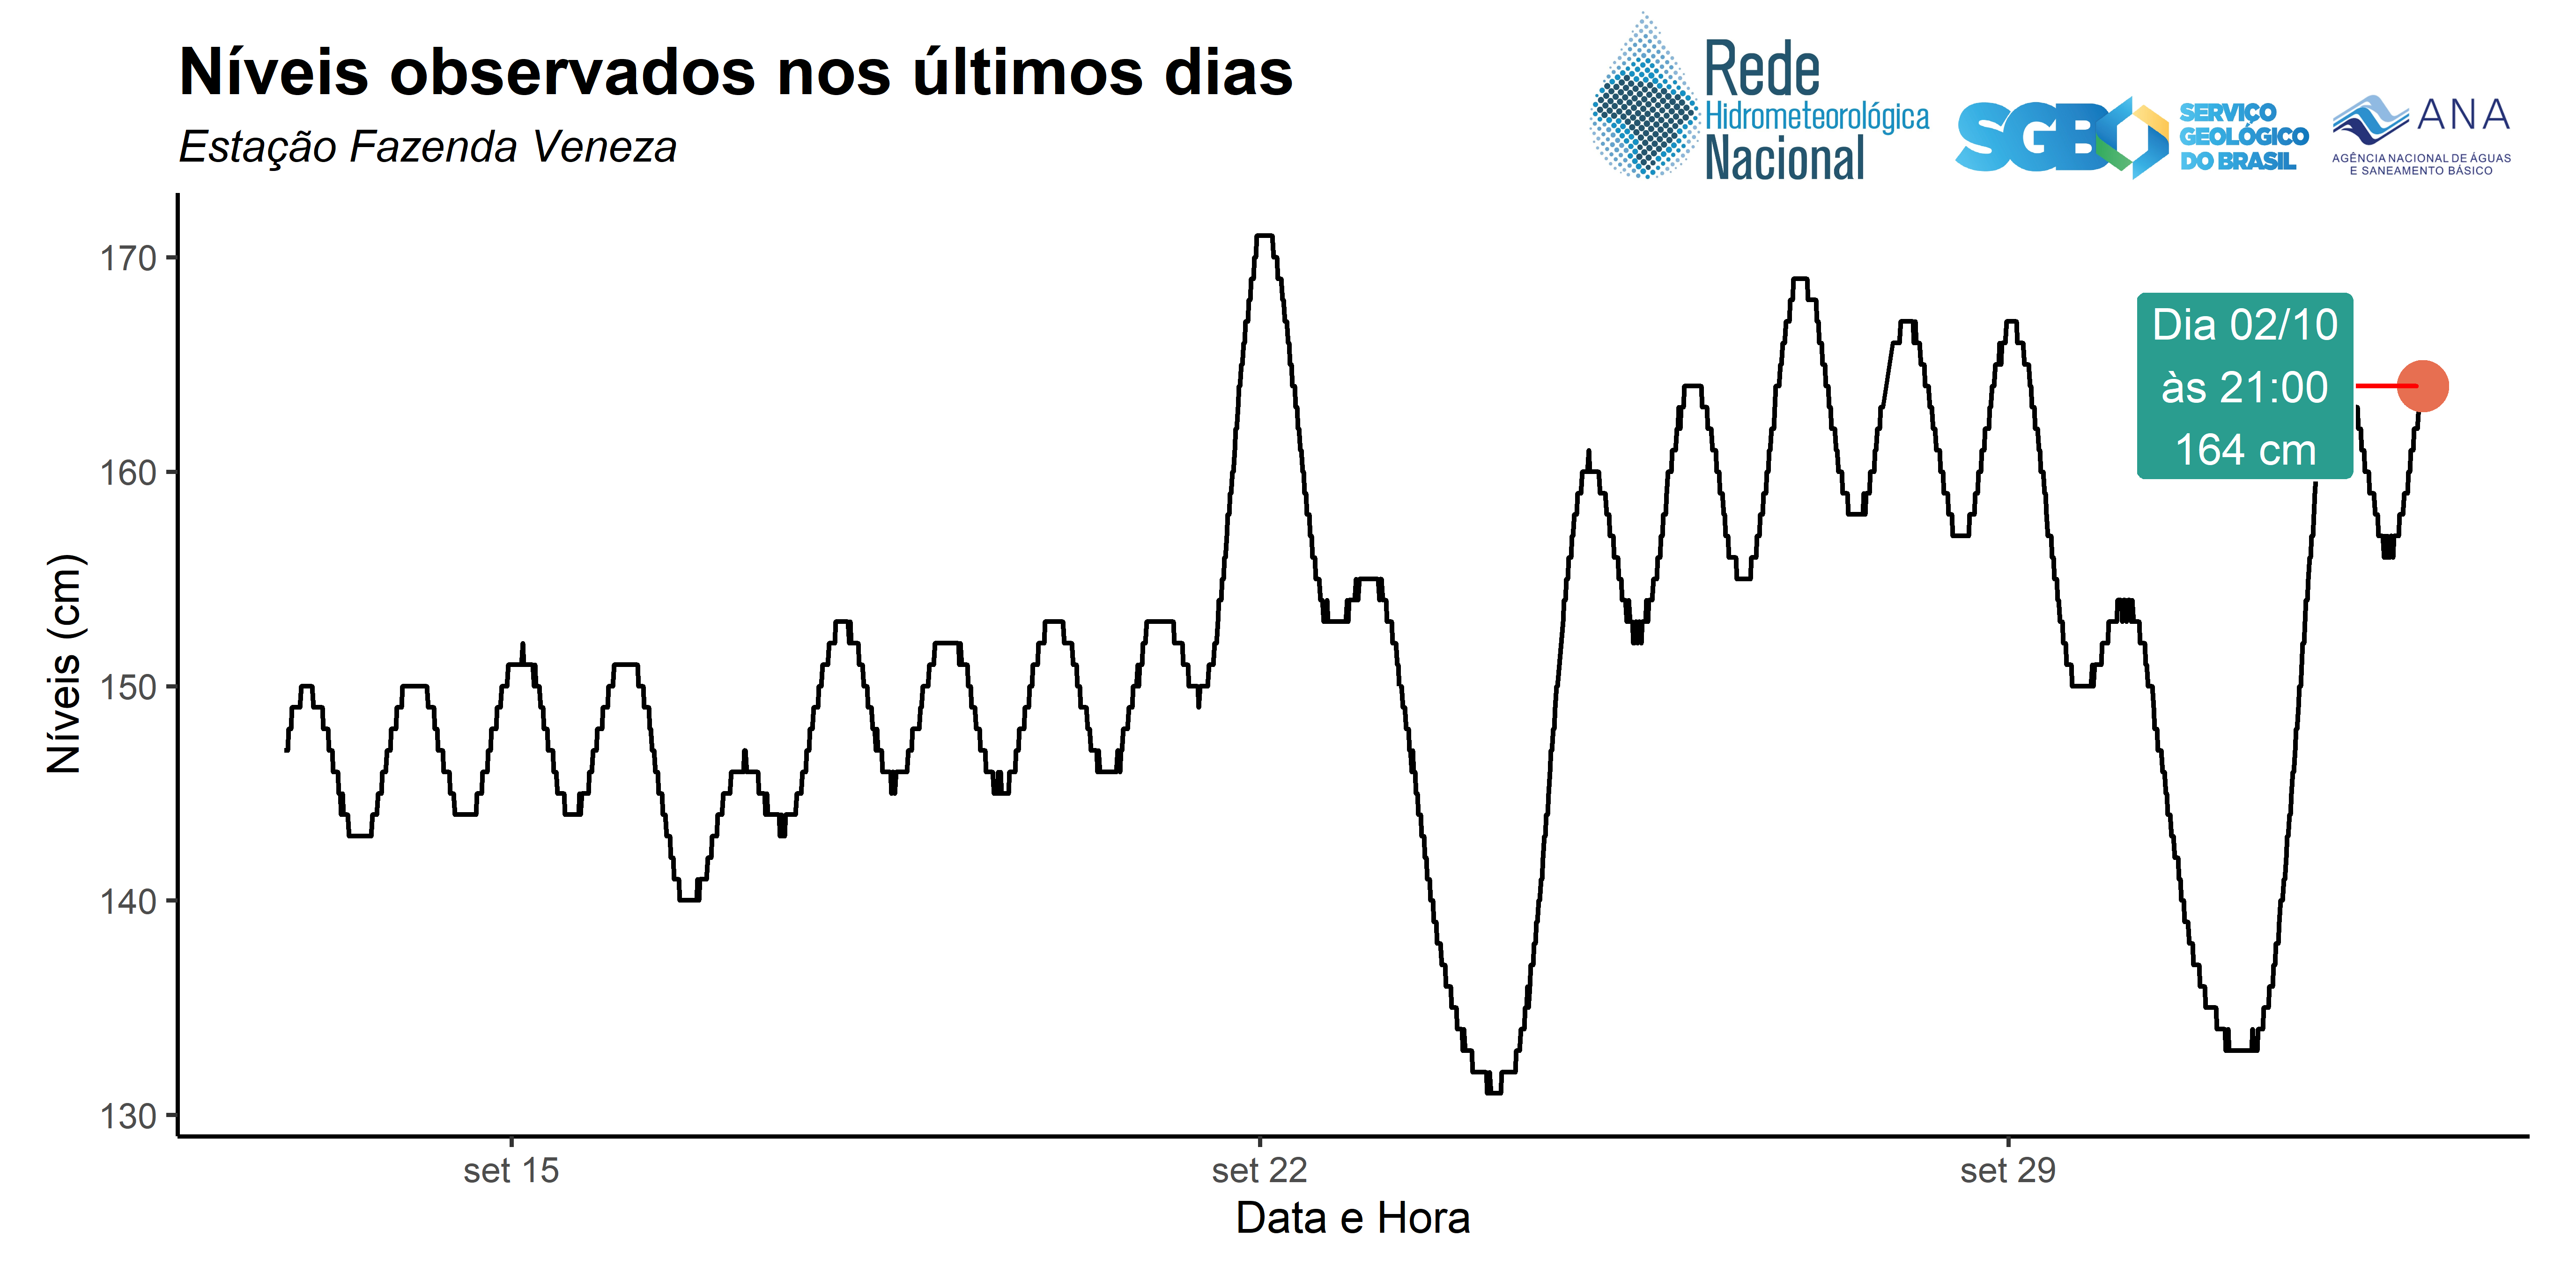 Níveis observados nos últimos dias
Estação Fazenda Veneza
Rede
Hidrometeorológica
Nacional
SGB
SERVIÇO
GEOLÓGICO
DO BRASIL
ANA
AGÊNCIA NACIONAL DE ÁGUAS
E SANEAMENTO BÁSICO
170
160
150
140
130
Níveis (cm)
Dia 02/10
às 21:00
164 cm
set 15
set 22
set 29
Data e Hora